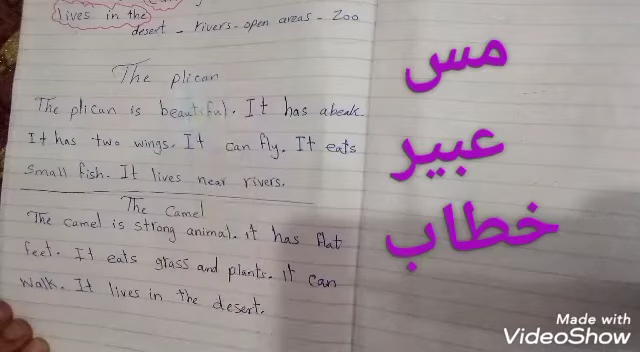 lives in the
desert - rivers - open areas - Zoo
The plican
The plican is beautiful. It has abeak
It has two wings. It can fly. It eats
small fish. It lives near rivers.
The Camel
The camel is strong animal. it has flat
feet. It eats grass and plants. it can
walk. It lives in the desert.
مس
عبير
خطاب
Made with
VideoShow